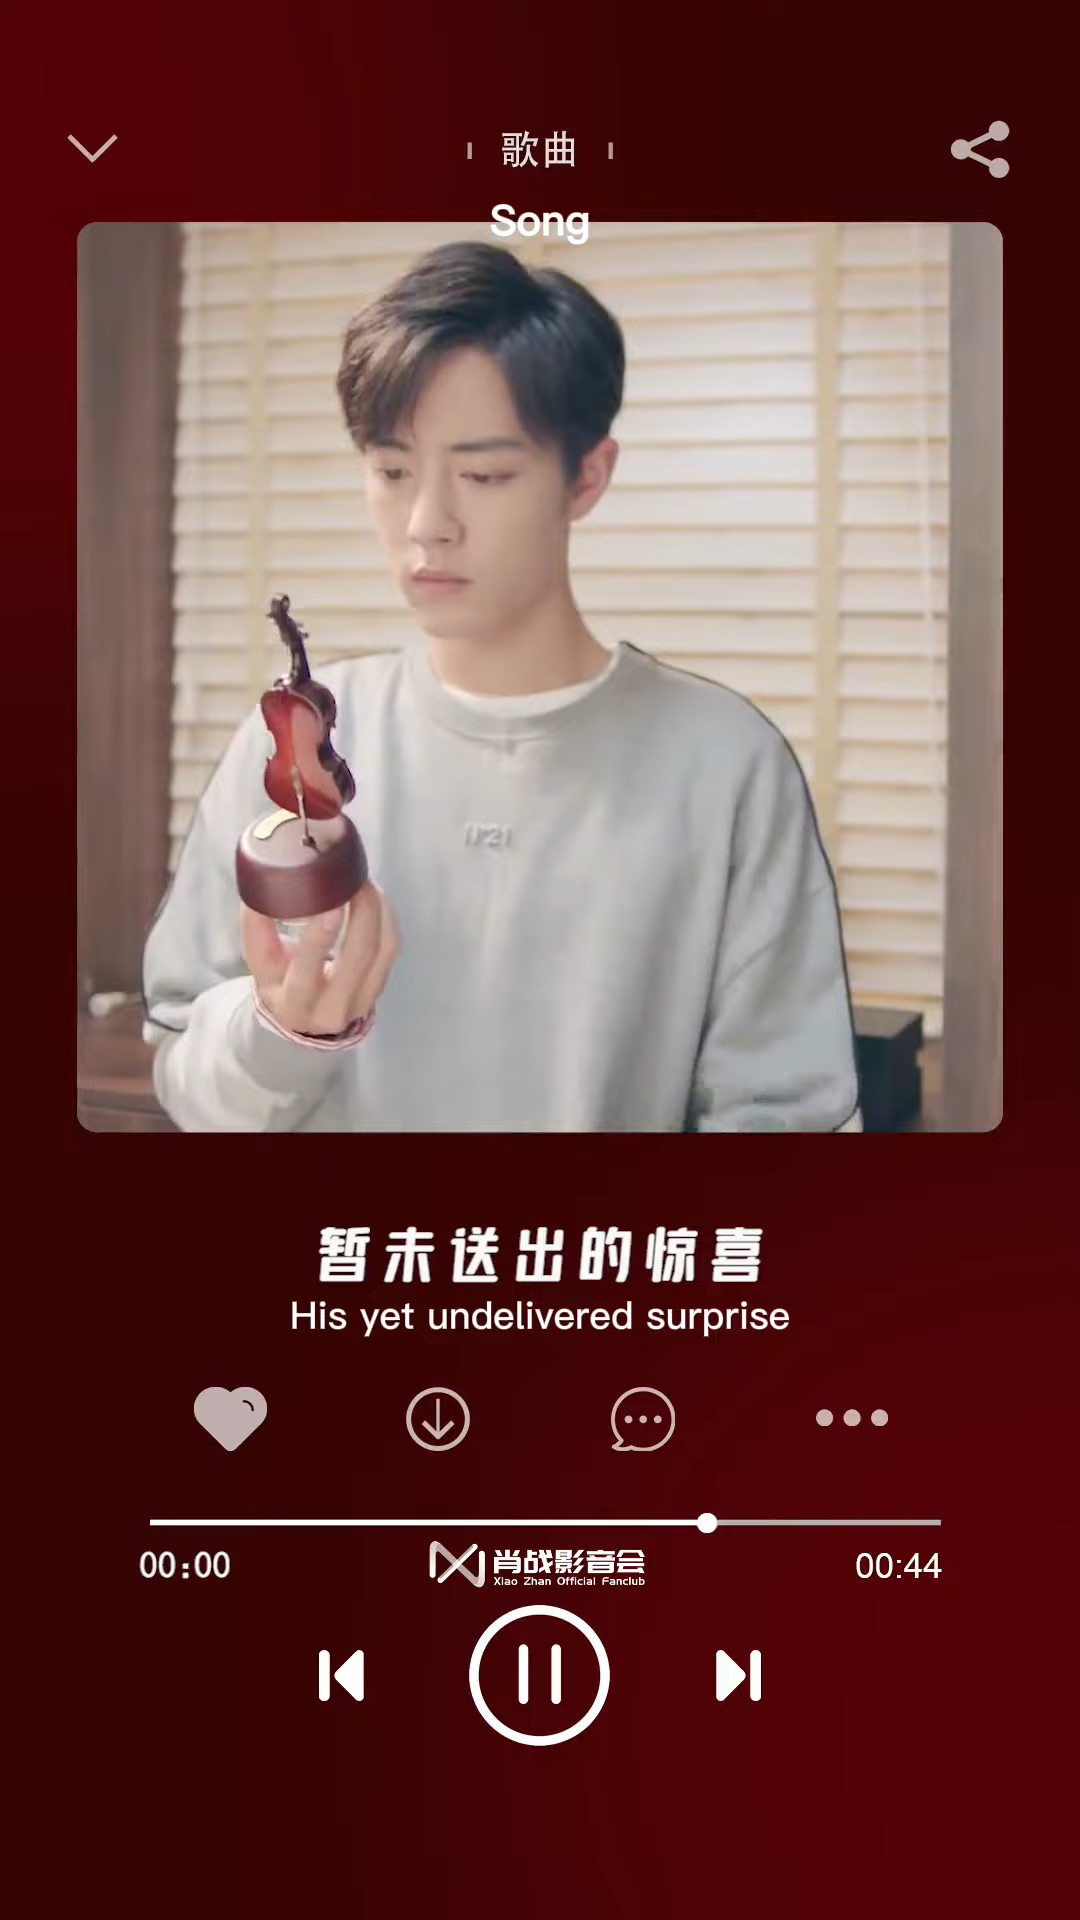 歌曲
Song
N°21
暂未送出的惊喜
His yet undelivered surprise
00:00
肖战影音会
Xiao Zhan Official Fanclub
00:44